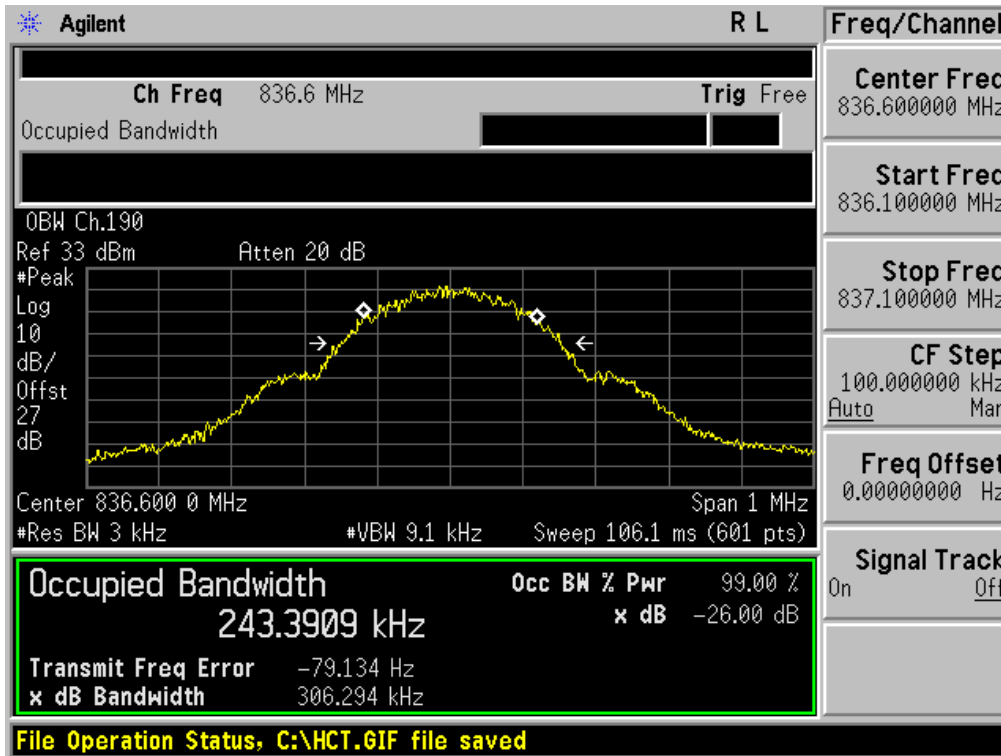 Agilent R L Freq/Channel
Ch Freq 836.6 MHz Trig Free
Occupied Bandwidth
Center Freq
836.600000 MHz
Start Freq
836.100000 MHz
Stop Freq
837.100000 MHz
CF Step
100.000000 kHz
Auto Man
Freq Offset
0.00000000 Hz
Signal Track
On Off
OBW Ch.190
Ref 33 dBm Atten 20 dB
#Peak
Log
10
dB/
Offst
27
dB
Center 836.600 0 MHz Span 1 MHz
#Res BW 3 kHz #VBW 9.1 kHz Sweep 106.1 ms (601 pts)
Occupied Bandwidth Occ BW % Pwr 99.00 %
243.3909 kHz x dB -26.00 dB
Transmit Freq Error -79.134 Hz
x dB Bandwidth 306.294 kHz
File Operation Status, C:\HCT.GIF file saved